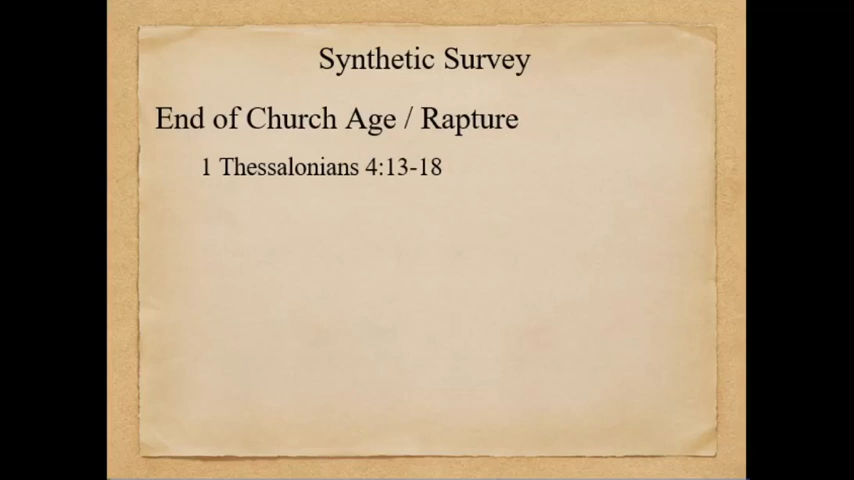 Synthetic Survey
End of Church Age / Rapture
1 Thessalonians 4:13-18